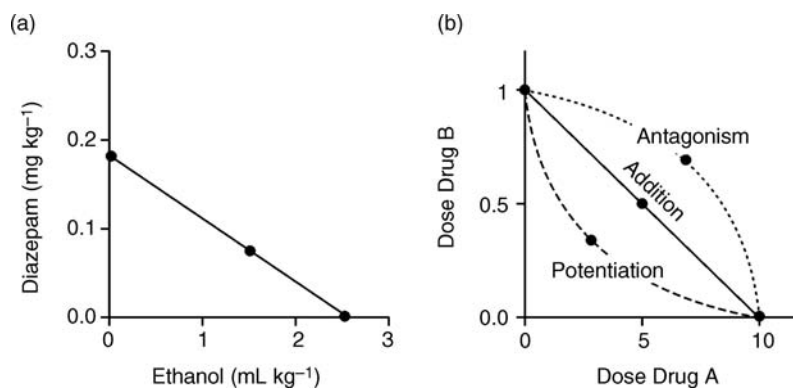 (a)
0.3
0.2
0.1
0.0
0
1
2
3
Diazepam (mg kg⁻¹)
Ethanol (mL kg⁻¹)
(b)
1
0.5
0.0
0
5
10
Dose Drug B
Antagonism
Addition
Potentiation
Dose Drug A